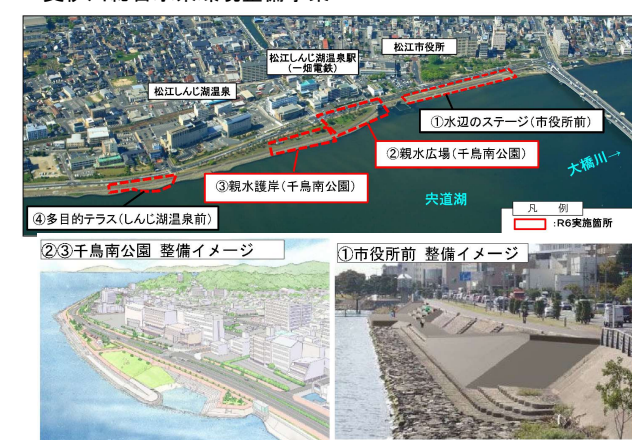 松江市役所
松江しんじ湖温泉駅
(一畑電鉄)
松江しんじ湖温泉
①水辺のステージ(市役所前)
②親水広場(千鳥南公園)
大橋川→
③親水護岸(千鳥南公園)
宍道湖
④多目的テラス(しんじ湖温泉前)
凡 例
:R6実施箇所
②③千鳥南公園 整備イメージ
①市役所前 整備イメージ